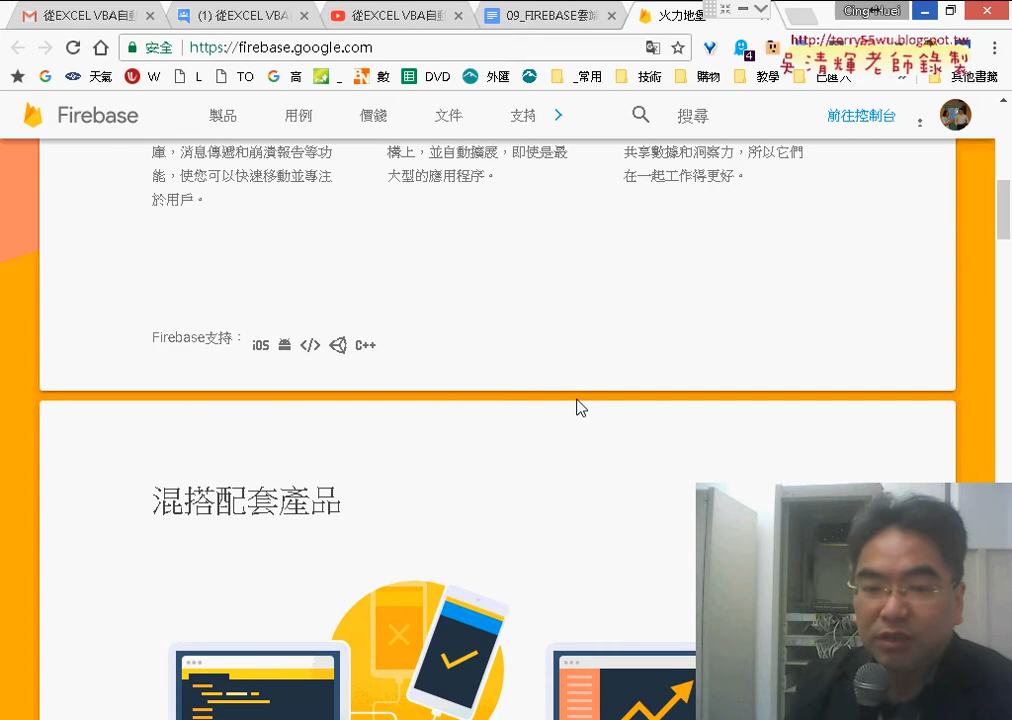 從EXCEL VBA自動
(1) 從EXCEL VBA
從EXCEL VBA自動
09_FIREBASE雲端
火力地堡
Cing-Huei
安全
https://firebase.google.com
4
http://terry55wu.blogspot.tw
吳清輝老師錄製
天氣
W
L
TO
高
_
數
DVD
外匯
_常用
技術
購物
教學
已匯入
其他書籤
Firebase
製品
用例
價錢
文件
支持
搜尋
前往控制台
庫，消息傳遞和崩潰報告等功
能，使您可以快速移動並專注
於用戶。
構上，並自動擴展，即使是最
大型的應用程序。
共享數據和洞察力，所以它們
在一起工作得更好。
Firebase支持：
iOS
</>
C++
混搭配套產品